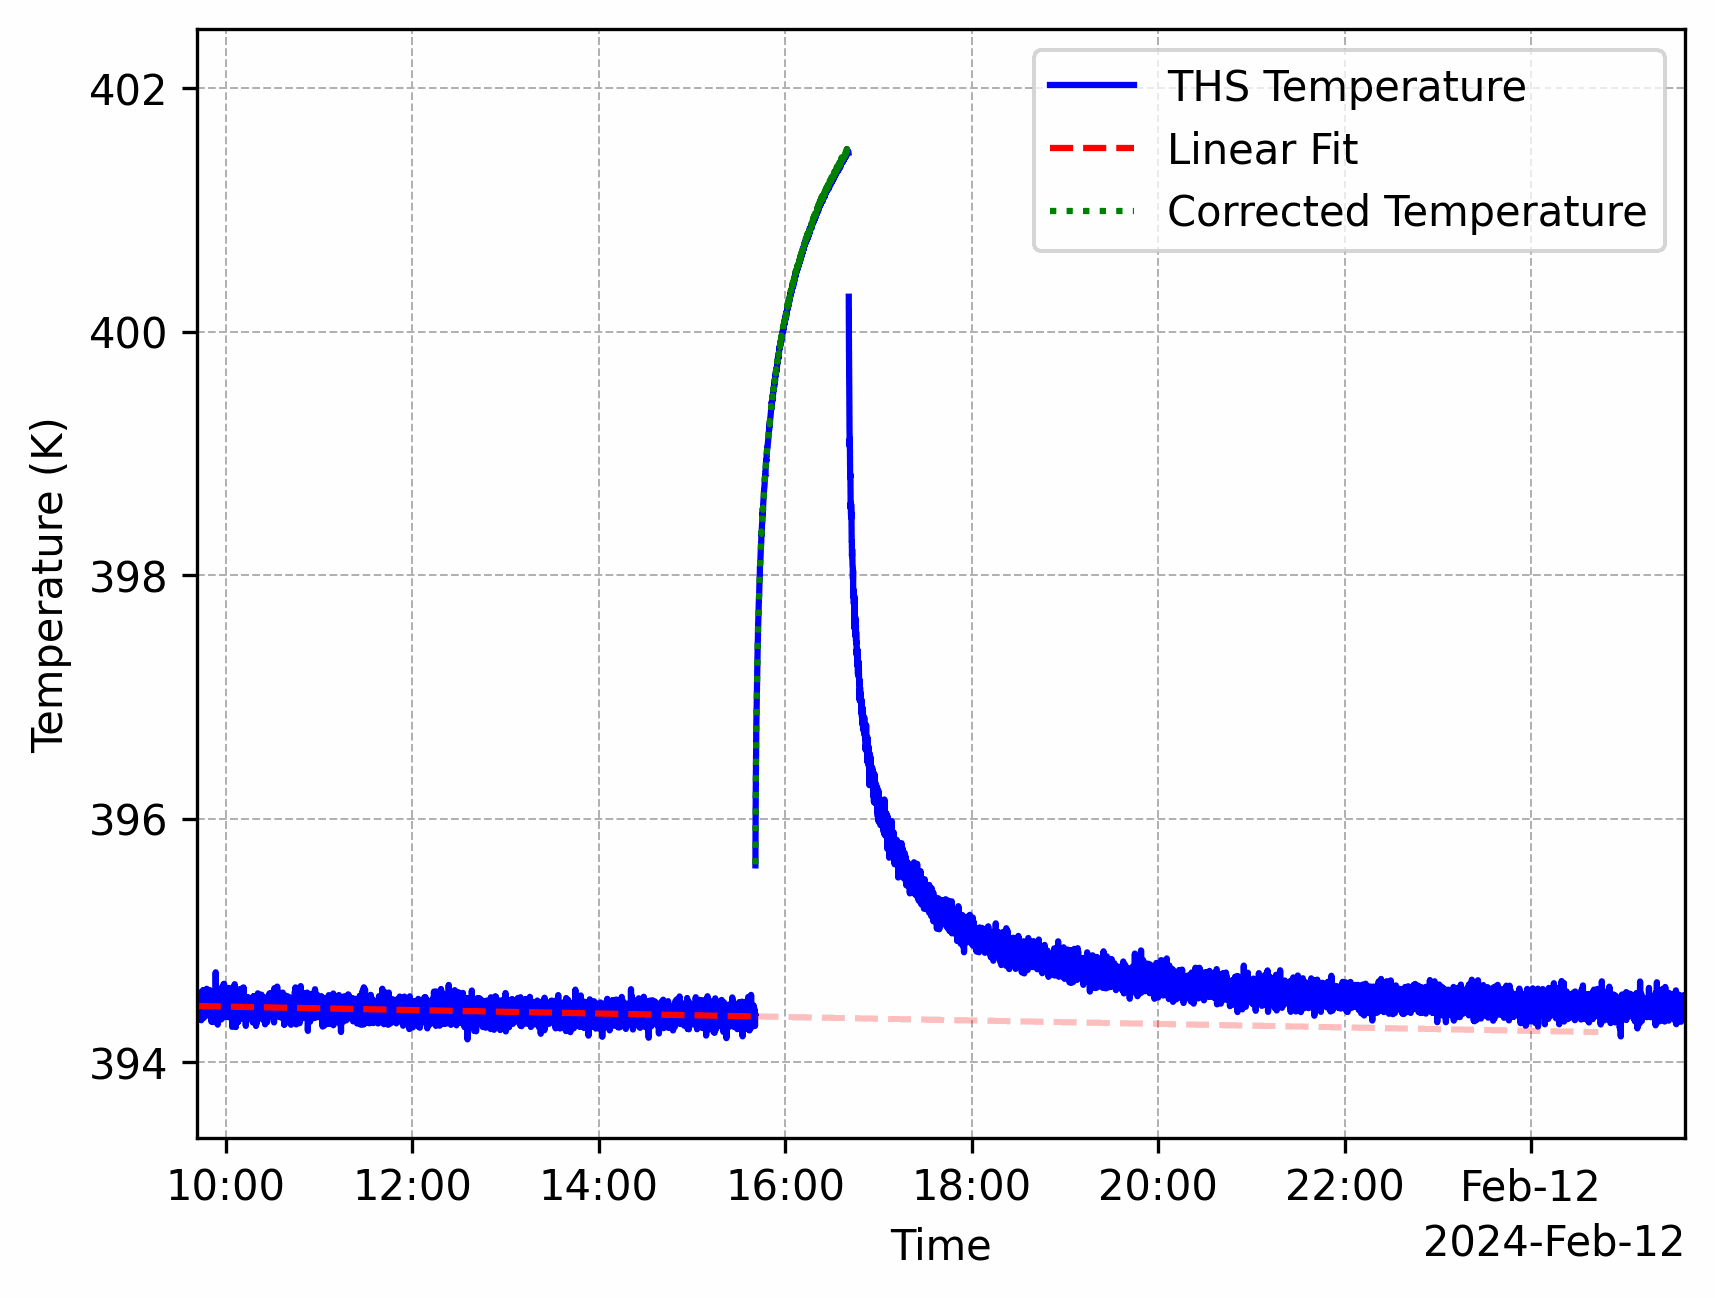 THS Temperature
Linear Fit
Corrected Temperature
402
400
398
396
394
Temperature (K)
10:00 12:00 14:00 16:00 18:00 20:00 22:00 Feb-12
Time
2024-Feb-12